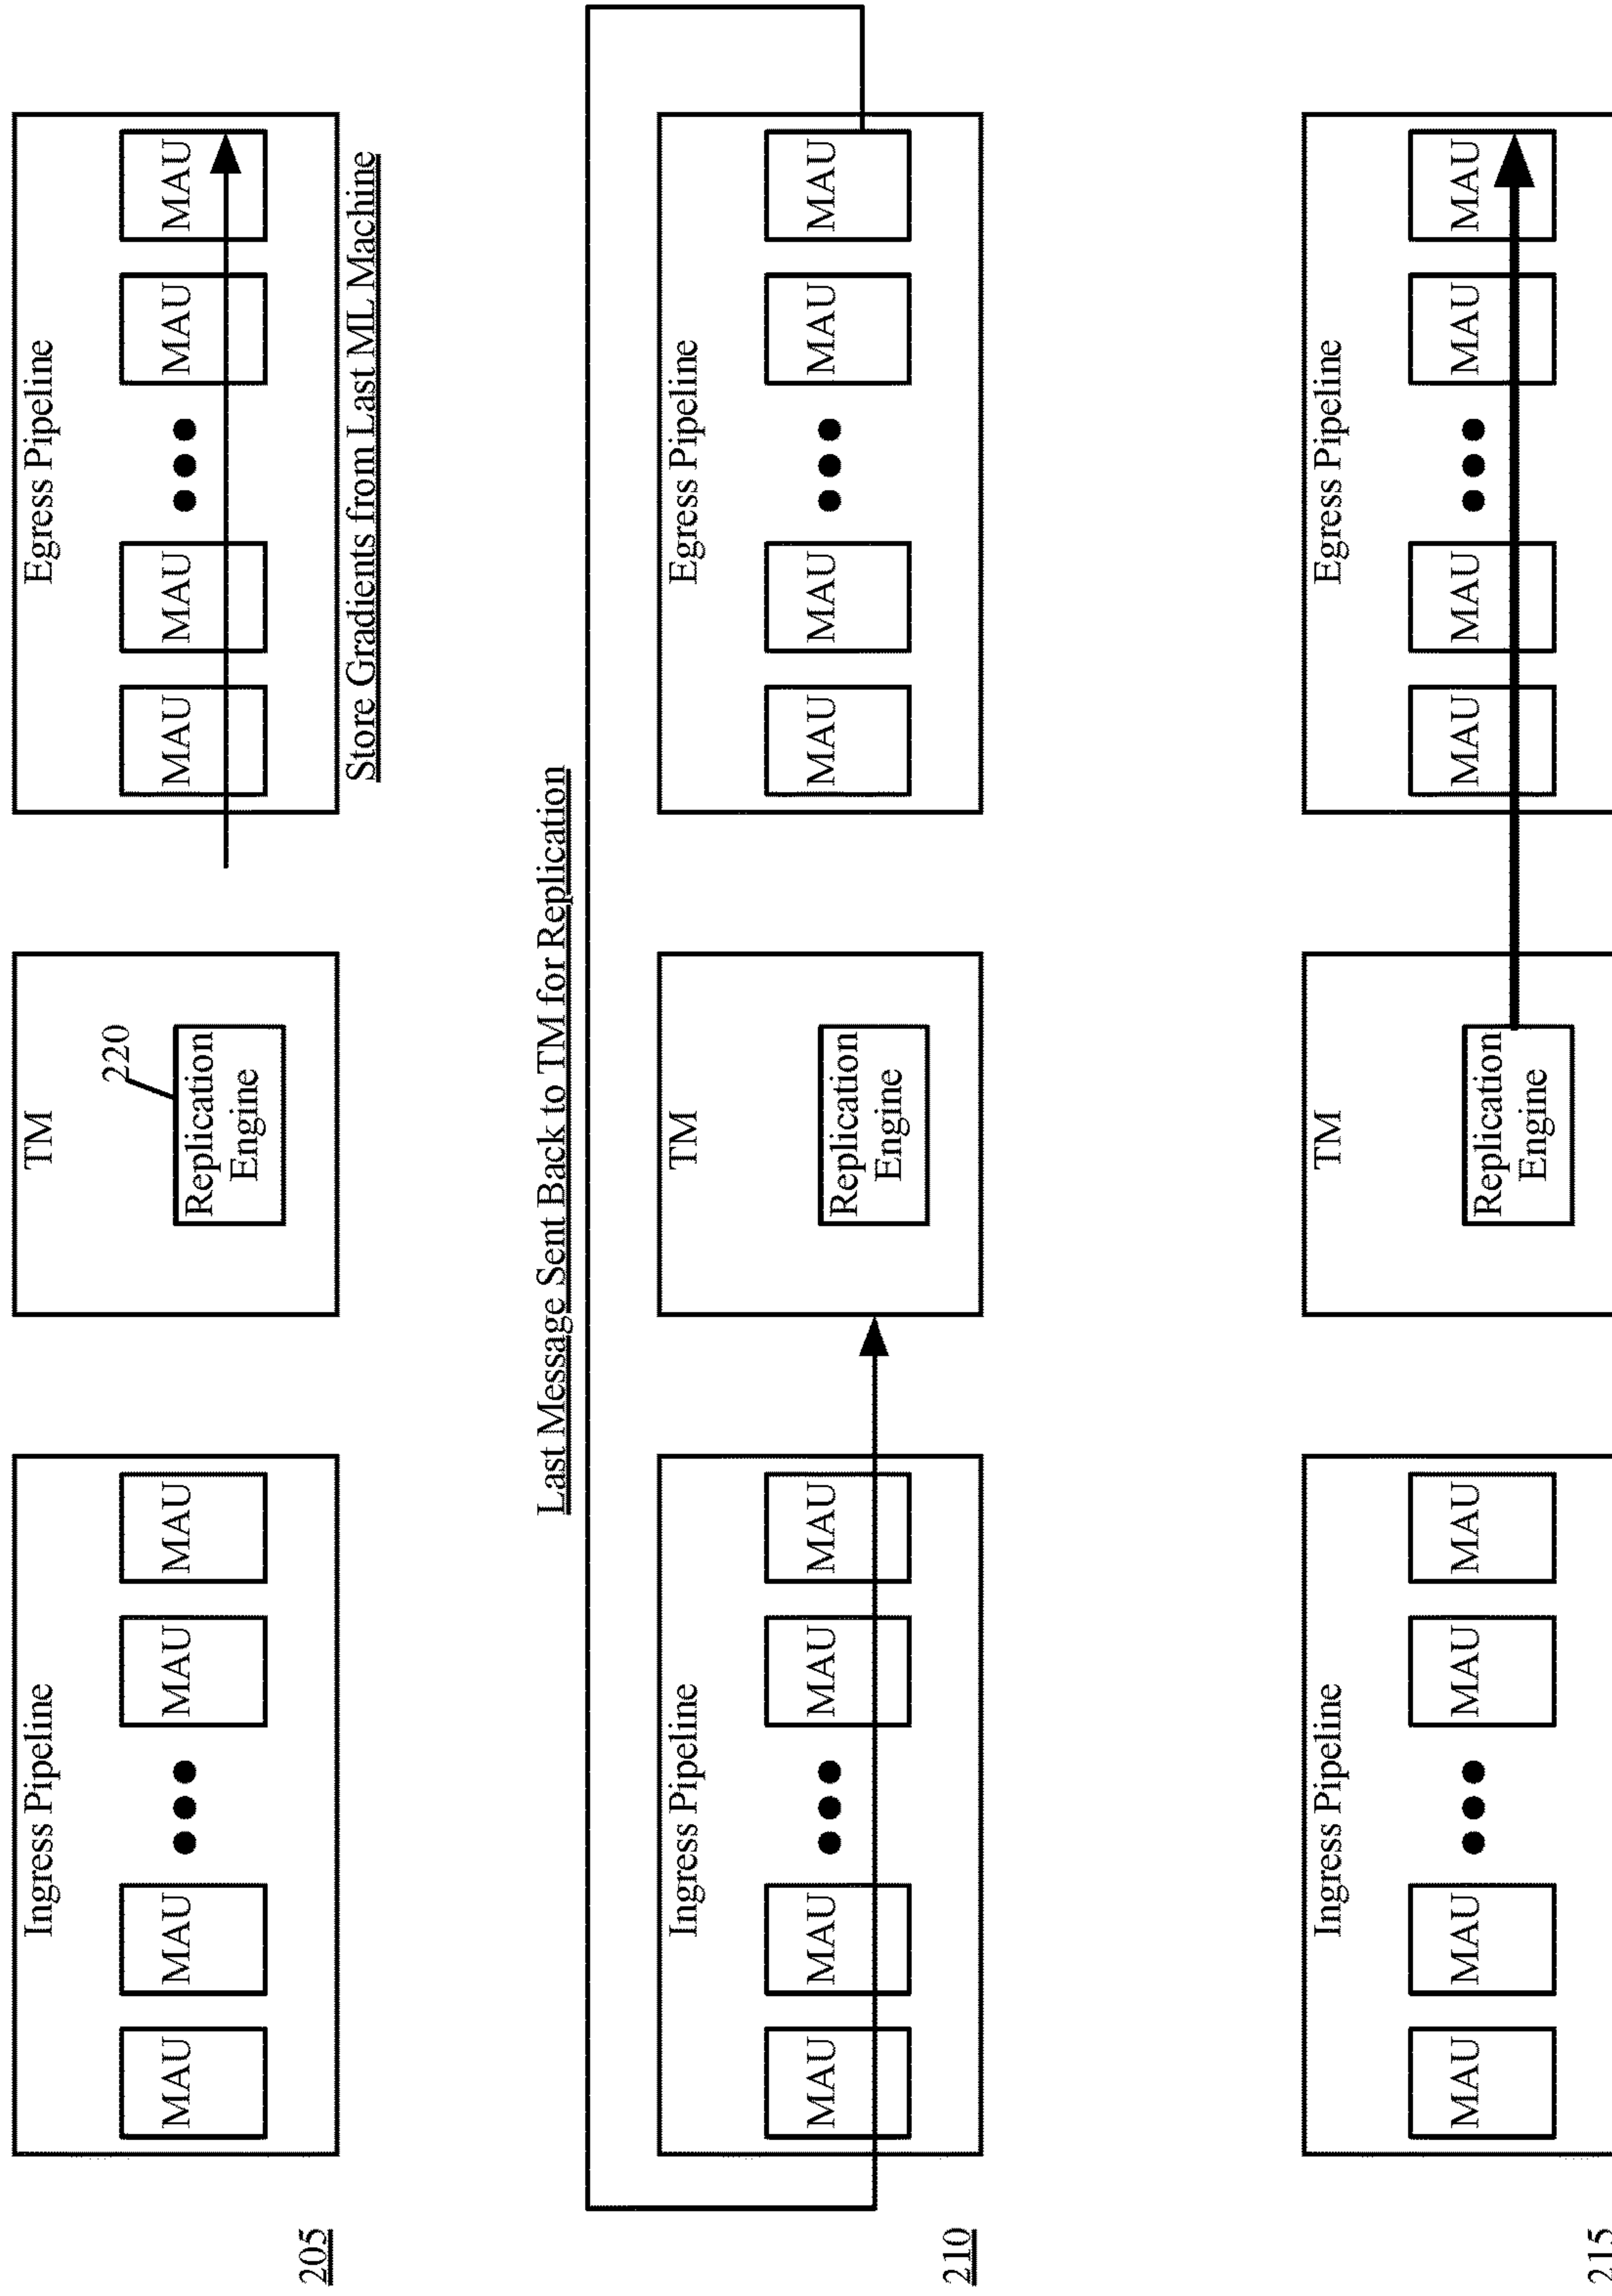 Ingress Pipeline
MAU
MAU
MAU
MAU
TM
220
Replication
Engine
Egress Pipeline
MAU
MAU
MAU
MAU
Store Gradients from Last ML Machine
205
Last Message Sent Back to TM for Replication
Ingress Pipeline
MAU
MAU
MAU
MAU
TM
Replication
Engine
Egress Pipeline
MAU
MAU
MAU
MAU
210
Ingress Pipeline
MAU
MAU
MAU
MAU
TM
Replication
Engine
Egress Pipeline
MAU
MAU
MAU
MAU
215